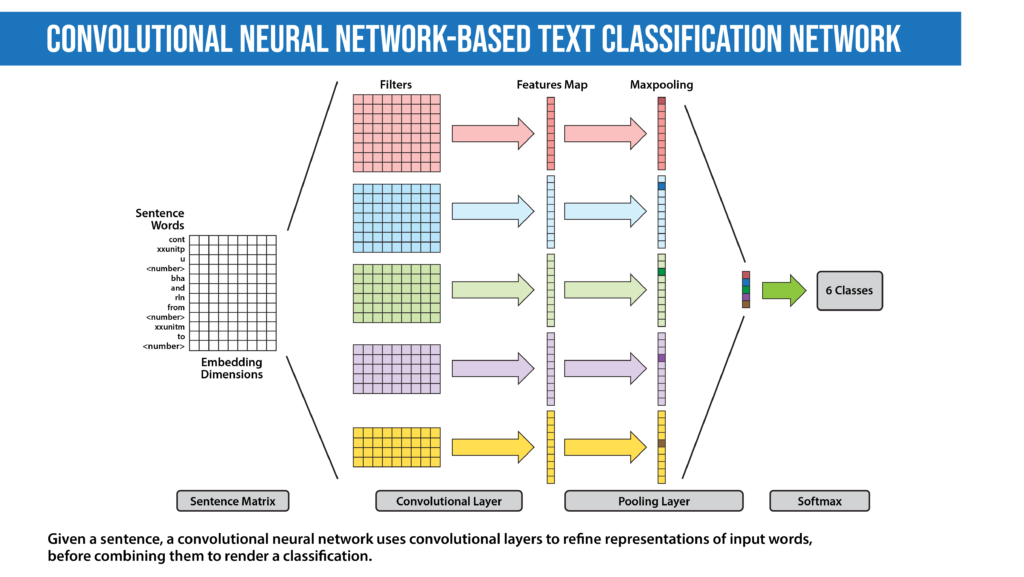 CONVOLUTIONAL NEURAL NETWORK-BASED TEXT CLASSIFICATION NETWORK
Filters
Features Map
Maxpooling
Sentence
Words
cont
xxunitp
u
<number>
bha
and
rln
from
<number>
xxunitm
to
<number>
Embedding
Dimensions
6 Classes
Sentence Matrix
Convolutional Layer
Pooling Layer
Softmax
Given a sentence, a convolutional neural network uses convolutional layers to refine representations of input words,
before combining them to render a classification.